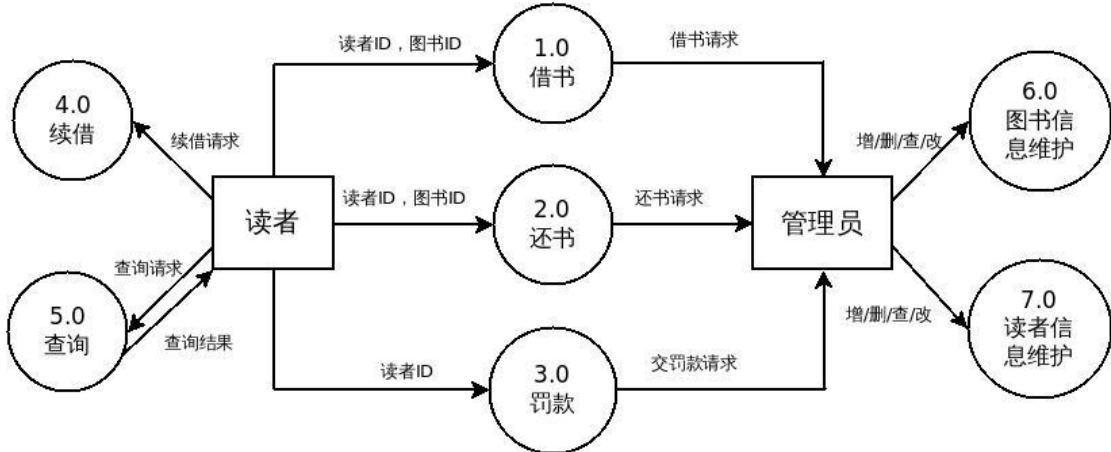 读者ID，图书ID
1.0
借书
借书请求
4.0
续借
续借请求
增/删/查/改
6.0
图书信
息维护
读者
读者ID，图书ID
2.0
还书
还书请求
管理员
查询请求
5.0
查询
查询结果
增/删/查/改
7.0
读者信
息维护
读者ID
3.0
罚款
交罚款请求